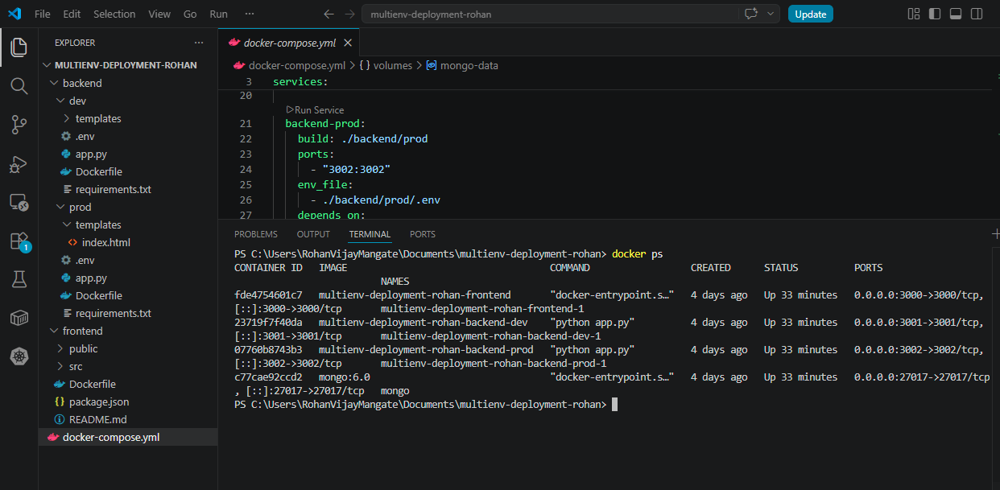 File Edit Selection View Go Run ···
multienv-deployment-rohan
Update
EXPLORER ···
MULTIENV-DEPLOYMENT-ROHAN
backend
dev
templates
.env
app.py
Dockerfile
requirements.txt
prod
templates
index.html
.env
app.py
Dockerfile
requirements.txt
frontend
public
src
Dockerfile
package.json
README.md
docker-compose.yml
1
docker-compose.yml
docker-compose.yml > {} volumes > mongo-data
3 services:
20
Run Service
21 backend-prod:
22 build: ./backend/prod
23 ports:
24 - "3002:3002"
25 env_file:
26 - ./backend/prod/.env
27 depends_on:
PROBLEMS OUTPUT TERMINAL PORTS
PS C:\Users\RohanVijayMangate\Documents\multienv-deployment-rohan> docker ps
CONTAINER ID IMAGE COMMAND CREATED STATUS PORTS
NAMES
fde4754601c7 multienv-deployment-rohan-frontend "docker-entrypoint.s…" 4 days ago Up 33 minutes 0.0.0.0:3000->3000/tcp,
[::]:3000->3000/tcp multienv-deployment-rohan-frontend-1
23719f7f40da multienv-deployment-rohan-backend-dev "python app.py" 4 days ago Up 33 minutes 0.0.0.0:3001->3001/tcp,
[::]:3001->3001/tcp multienv-deployment-rohan-backend-dev-1
07760b8743b3 multienv-deployment-rohan-backend-prod "python app.py" 4 days ago Up 33 minutes 0.0.0.0:3002->3002/tcp,
[::]:3002->3002/tcp multienv-deployment-rohan-backend-prod-1
c77cae92ccd2 mongo:6.0 "docker-entrypoint.s…" 4 days ago Up 33 minutes 0.0.0.0:27017->27017/tcp
, [::]:27017->27017/tcp mongo
PS C:\Users\RohanVijayMangate\Documents\multienv-deployment-rohan>